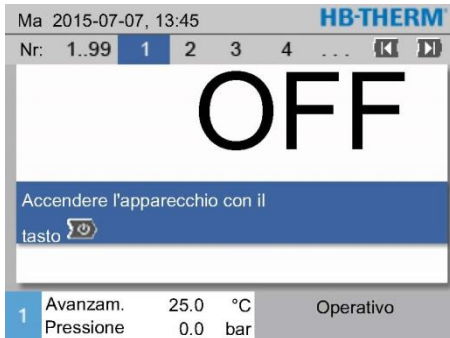 Ma 2015-07-07, 13:45 HB-THERM
Nr: 1..99 1 2 3 4 ...
OFF
Accendere l'apparecchio con il
tasto
1 Avanzam. 25.0 °C Operativo
Pressione 0.0 bar